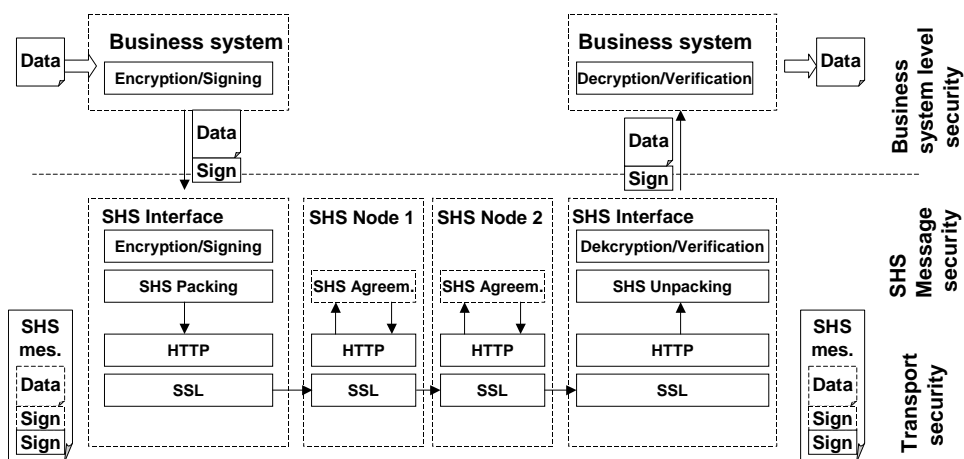 Business system
Business system
Data
Encryption/Signing
Decryption/Verification
Data
Business
system level
security
Data
Sign
Data
Sign
SHS Interface
SHS Node 1
SHS Node 2
SHS Interface
Encryption/Signing
Dekcryption/Verification
SHS Packing
SHS Agreem.
SHS Agreem.
SHS Unpacking
SHS
Message
security
SHS
mes.
Data
Sign
Sign
HTTP
HTTP
HTTP
HTTP
SSL
SSL
SSL
SSL
SHS
mes.
Data
Sign
Sign
Transport
security